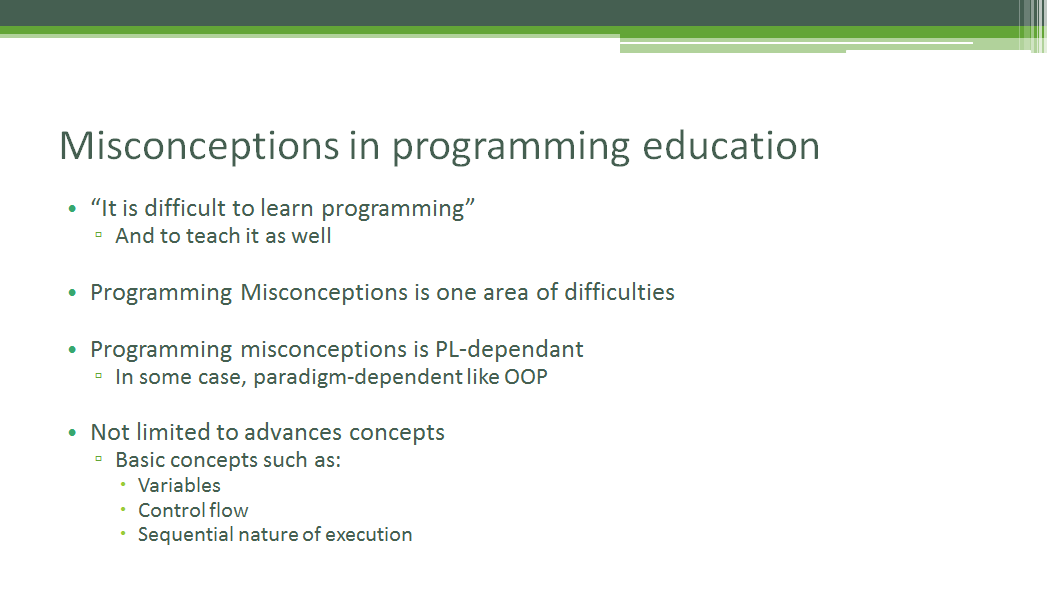 Misconceptions in programming education
• “It is difficult to learn programming”
▫ And to teach it as well
• Programming Misconceptions is one area of difficulties
• Programming misconceptions is PL-dependant
▫ In some case, paradigm-dependent like OOP
• Not limited to advances concepts
▫ Basic concepts such as:
• Variables
• Control flow
• Sequential nature of execution